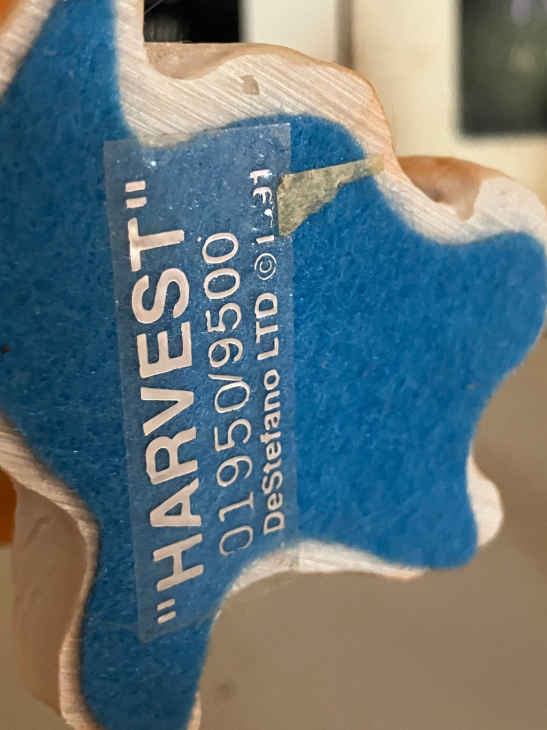 "HARVEST"
01950/9500
DeStefano LTD ©